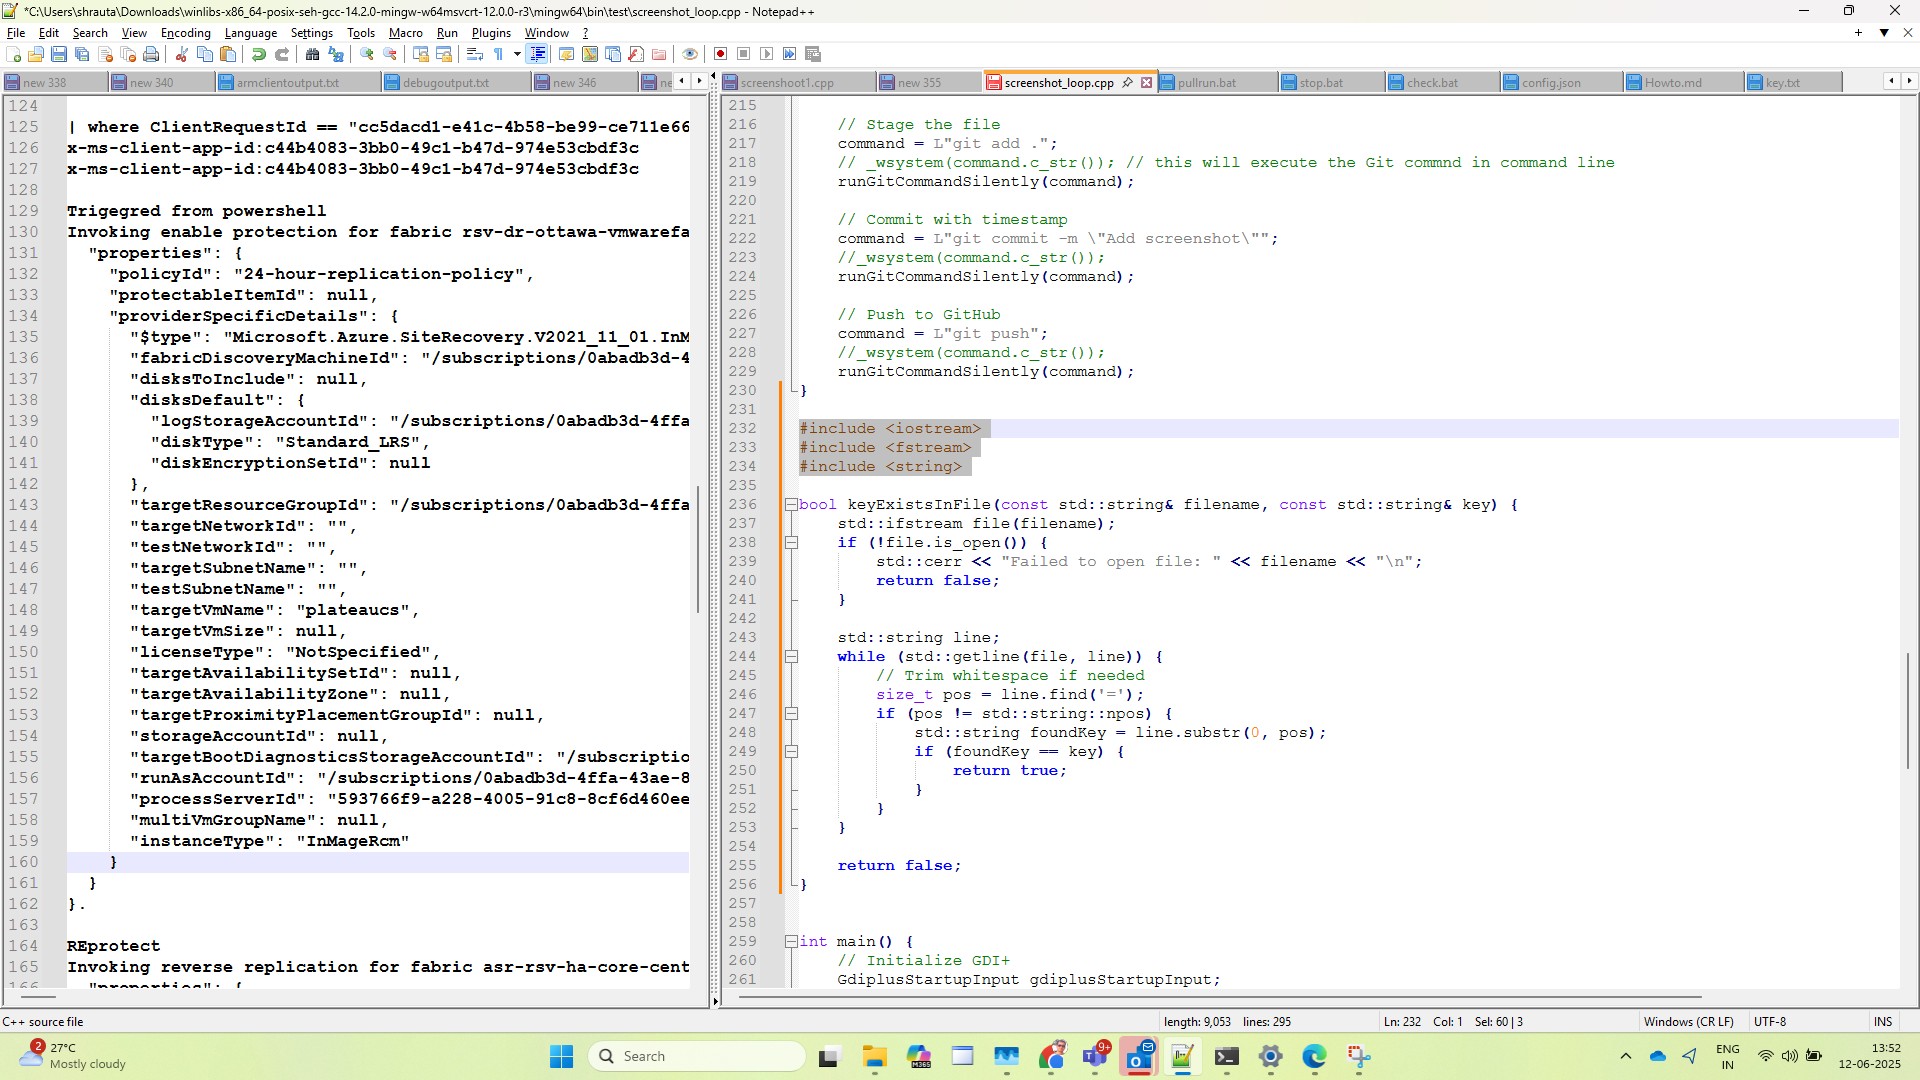 *C:\Users\shrauta\Downloads\winlibs-x86_64-posix-seh-gcc-14.2.0-mingw-w64msvcrt-12.0.0-r3\mingw64\bin\test\screenshot_loop.cpp - Notepad++
File Edit Search View Encoding Language Settings Tools Macro Run Plugins Window ?
new 338 new 340 armclientoutput.txt debugoutput.txt new 346 ne
screenshoot1.cpp new 355 screenshot_loop.cpp pullrun.bat stop.bat check.bat config.json Howto.md key.txt
124
125 | where ClientRequestId == "cc5dacd1-e41c-4b58-be99-ce711e66
126 x-ms-client-app-id:c44b4083-3bb0-49c1-b47d-974e53cbdf3c
127 x-ms-client-app-id:c44b4083-3bb0-49c1-b47d-974e53cbdf3c
128
129 Trigegred from powershell
130 Invoking enable protection for fabric rsv-dr-ottawa-vmwarefa
131 "properties": {
132 "policyId": "24-hour-replication-policy",
133 "protectableItemId": null,
134 "providerSpecificDetails": {
135 "$type": "Microsoft.Azure.SiteRecovery.V2021_11_01.InM
136 "fabricDiscoveryMachineId": "/subscriptions/0abadb3d-4
137 "disksToInclude": null,
138 "disksDefault": {
139 "logStorageAccountId": "/subscriptions/0abadb3d-4ffa
140 "diskType": "Standard_LRS",
141 "diskEncryptionSetId": null
142 },
143 "targetResourceGroupId": "/subscriptions/0abadb3d-4ffa
144 "targetNetworkId": "",
145 "testNetworkId": "",
146 "targetSubnetName": "",
147 "testSubnetName": "",
148 "targetVmName": "plateaucs",
149 "targetVmSize": null,
150 "licenseType": "NotSpecified",
151 "targetAvailabilitySetId": null,
152 "targetAvailabilityZone": null,
153 "targetProximityPlacementGroupId": null,
154 "storageAccountId": null,
155 "targetBootDiagnosticsStorageAccountId": "/subscriptio
156 "runAsAccountId": "/subscriptions/0abadb3d-4ffa-43ae-8
157 "processServerId": "593766f9-a228-4005-91c8-8cf6d460ee
158 "multiVmGroupName": null,
159 "instanceType": "InMageRcm"
160 }
161 }
162 }.
163
164 REprotect
165 Invoking reverse replication for fabric asr-rsv-ha-core-cent
166 "properties": {
215
216 // Stage the file
217 command = L"git add .";
218 // _wsystem(command.c_str()); // this will execute the Git commnd in command line
219 runGitCommandSilently(command);
220
221 // Commit with timestamp
222 command = L"git commit -m \"Add screenshot\"";
223 //_wsystem(command.c_str());
224 runGitCommandSilently(command);
225
226 // Push to GitHub
227 command = L"git push";
228 //_wsystem(command.c_str());
229 runGitCommandSilently(command);
230 }
231
232 #include <iostream>
233 #include <fstream>
234 #include <string>
235
236 bool keyExistsInFile(const std::string& filename, const std::string& key) {
237 std::ifstream file(filename);
238 if (!file.is_open()) {
239 std::cerr << "Failed to open file: " << filename << "\n";
240 return false;
241 }
242
243 std::string line;
244 while (std::getline(file, line)) {
245 // Trim whitespace if needed
246 size_t pos = line.find('=');
247 if (pos != std::string::npos) {
248 std::string foundKey = line.substr(0, pos);
249 if (foundKey == key) {
250 return true;
251 }
252 }
253 }
254
255 return false;
256 }
257
258
259 int main() {
260 // Initialize GDI+
261 GdiplusStartupInput gdiplusStartupInput;
C++ source file length: 9,053 lines: 295 Ln: 232 Col: 1 Sel: 60 | 3 Windows (CR LF) UTF-8 INS
2
27°C
Mostly cloudy
Search
M365
9+
ENG
IN
13:52
12-06-2025